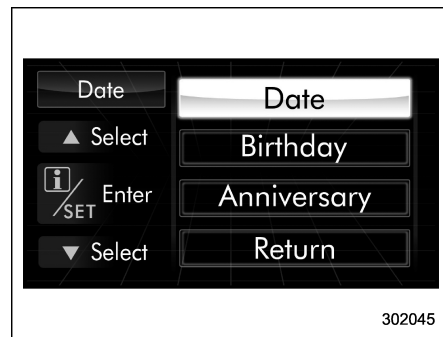 Date
▲ Select
i/SET Enter
▼ Select
Date
Birthday
Anniversary
Return
302045